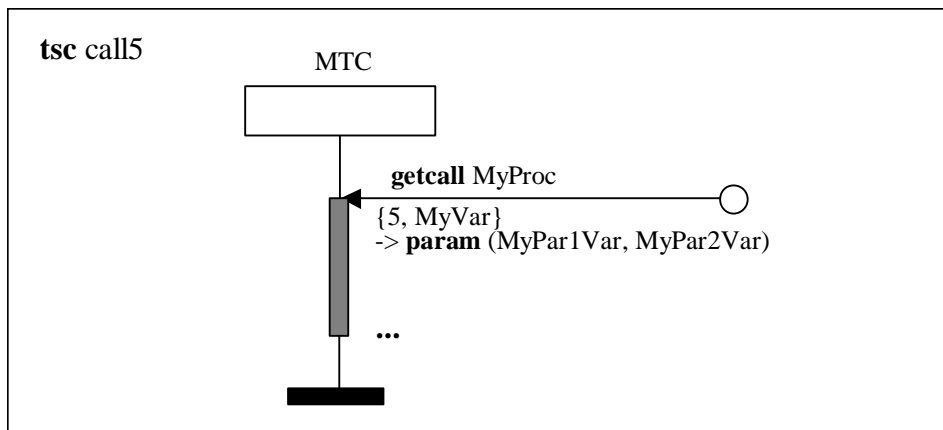 tsc call5
MTC
getcall MyProc
{5, MyVar}
-> param (MyPar1Var, MyPar2Var)
...